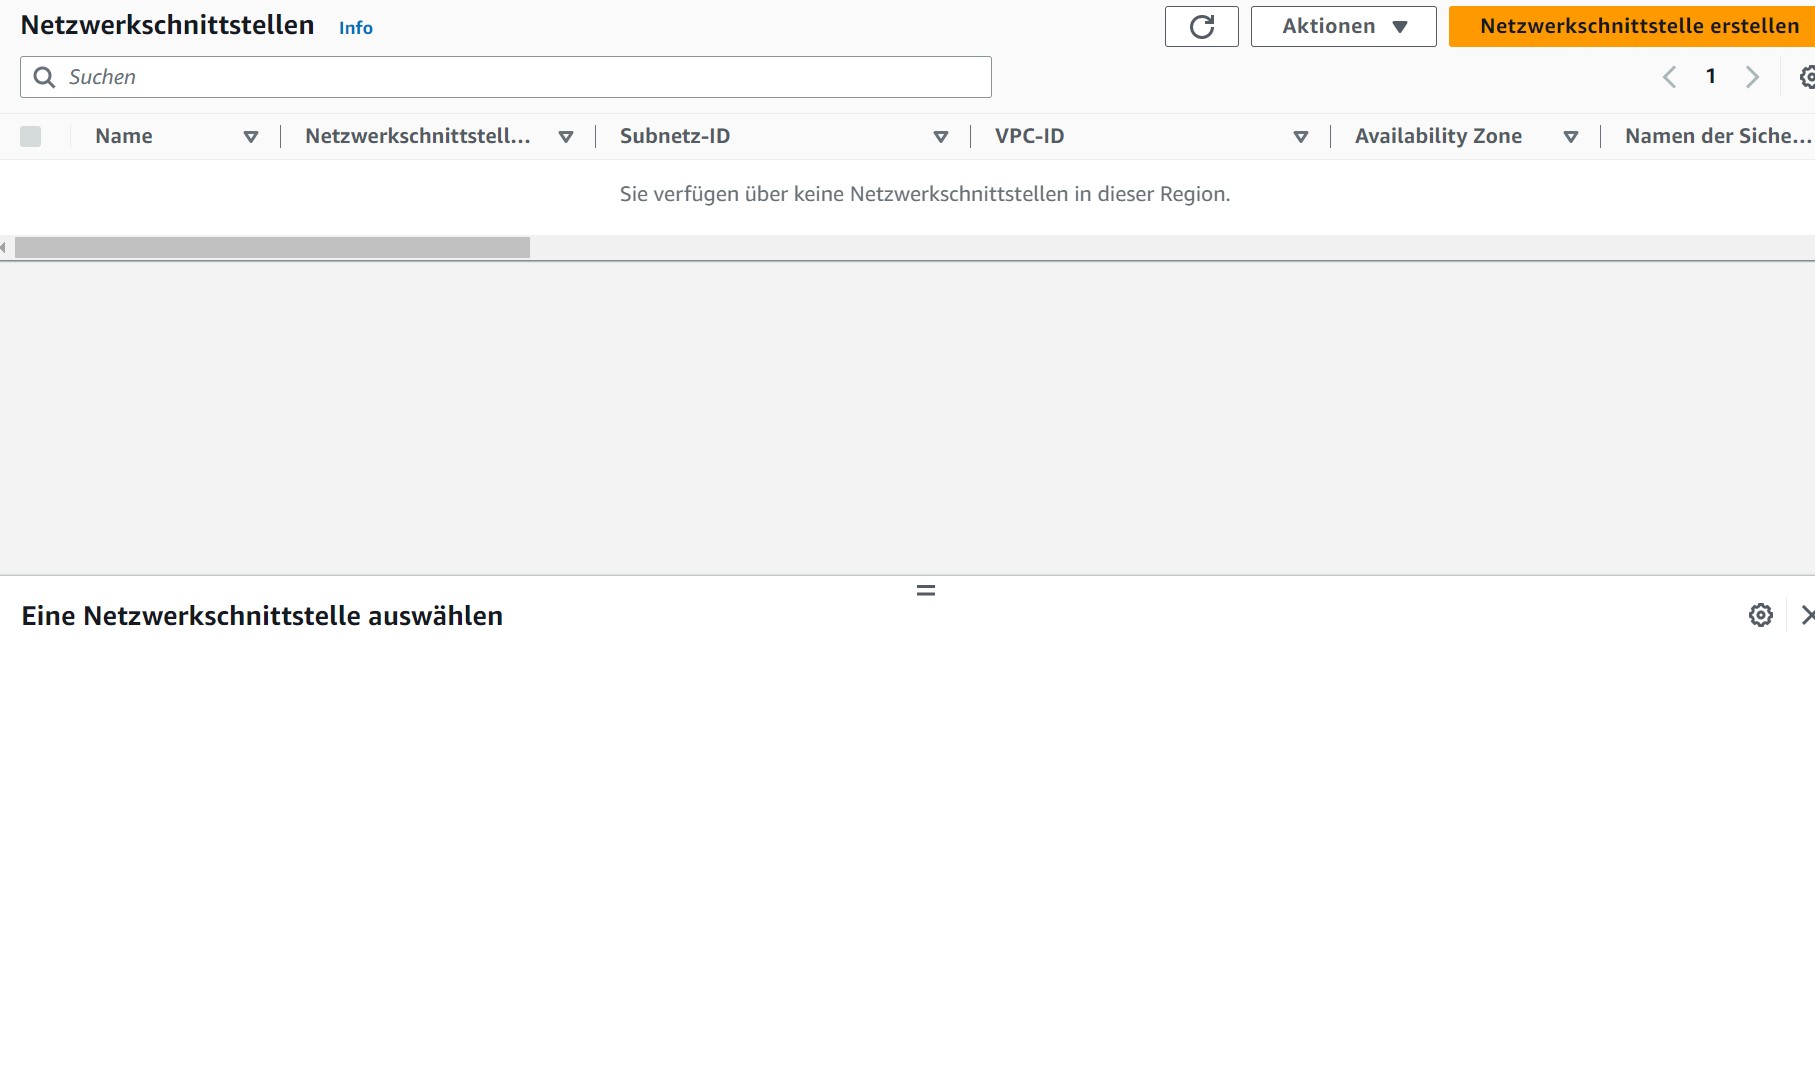 Netzwerkschnittstellen Info
Aktionen
Netzwerkschnittstelle erstellen
Suchen
1
Name Netzwerkschnittstell... Subnetz-ID VPC-ID Availability Zone Namen der Siche...
Sie verfügen über keine Netzwerkschnittstellen in dieser Region.
Eine Netzwerkschnittstelle auswählen